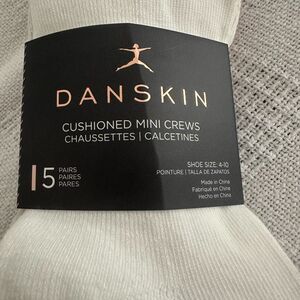 DANSKIN
CUSHIONED MINI CREWS
CHAUSSETTES | CALCETINES
5 PAIRS
PAIRES
PARES
SHOE SIZE: 4-10
POINTURE | TALLA DE ZAPATOS
Made in China
Fabriqué en China
Hecho en China